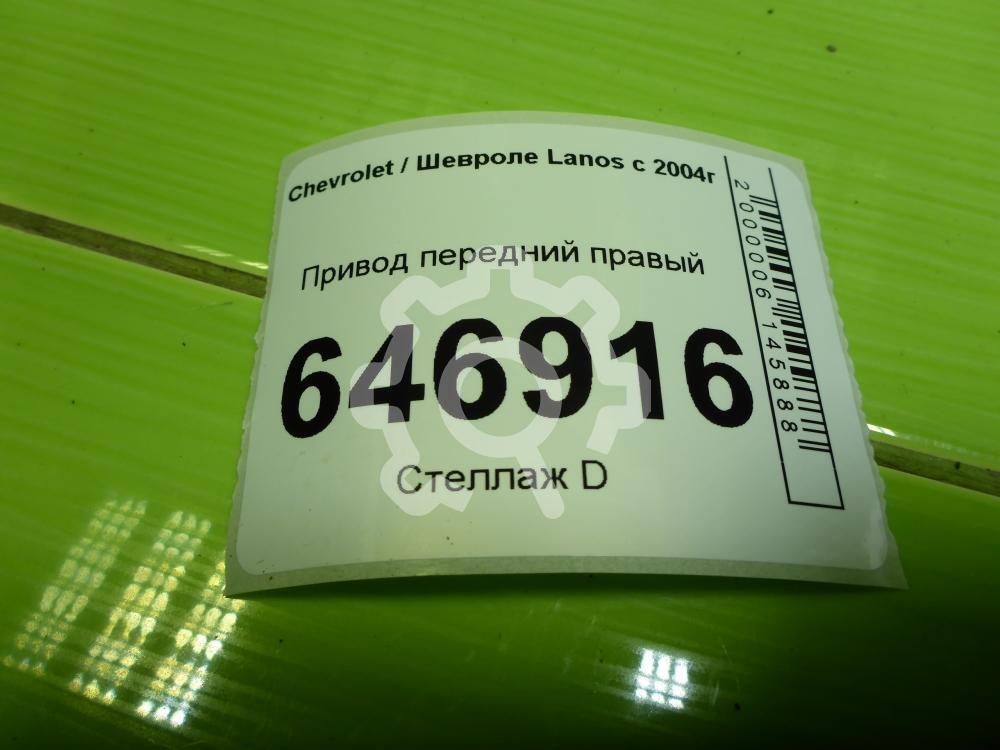 Chevrolet / Шевроле Lanos с 2004г
Привод передний правый
646916
Стеллаж D
2000006145888